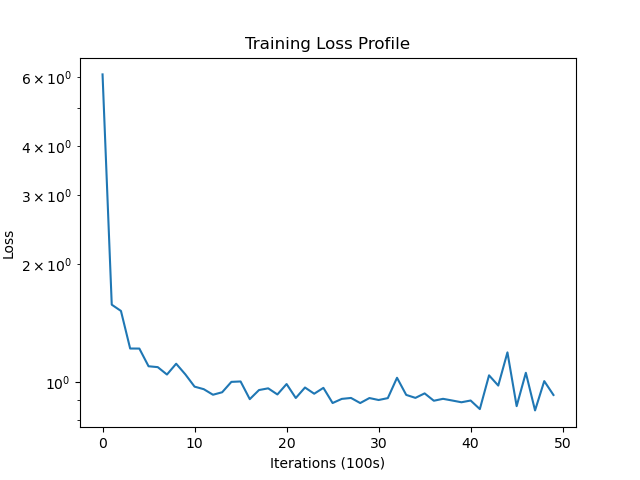 Training Loss Profile
6 × 10⁰
4 × 10⁰
3 × 10⁰
2 × 10⁰
10⁰
Loss
0 10 20 30 40 50
Iterations (100s)